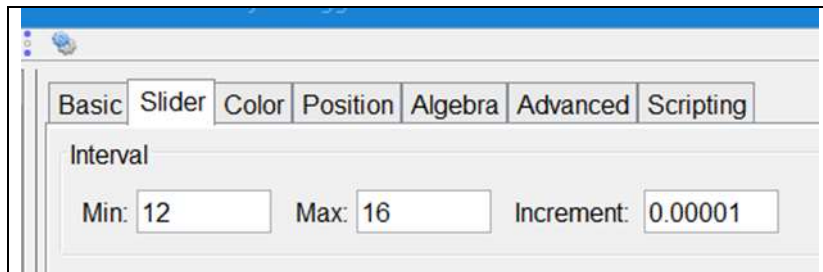 Basic Slider Color Position Algebra Advanced Scripting
Interval
Min: 12 Max: 16 Increment: 0.00001